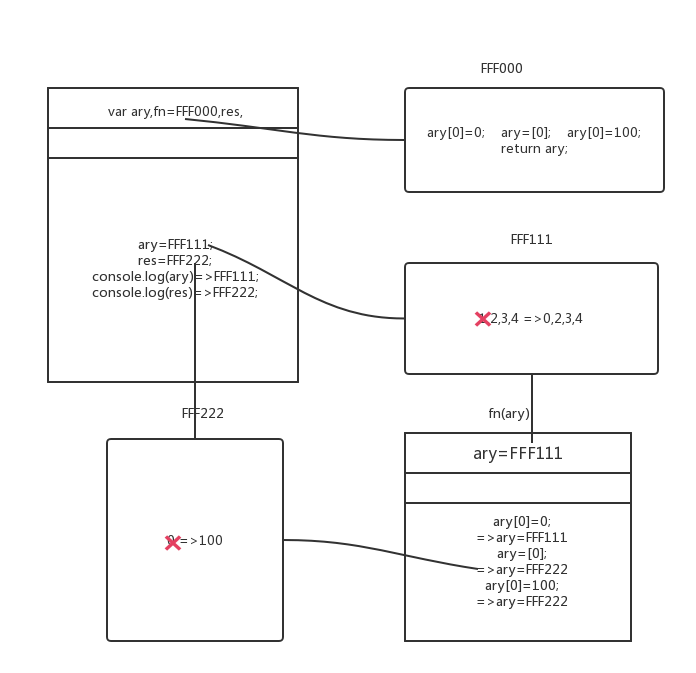 FFF000
var ary,fn=FFF000,res,
ary[0]=0; ary=[0]; ary[0]=100;
return ary;
FFF111
ary=FFF111;
res=FFF222;
console.log(ary)=>FFF111;
console.log(res)=>FFF222;
1,2,3,4 =>0,2,3,4
FFF222
fn(ary)
ary=FFF111
0 =>100
ary[0]=0;
=>ary=FFF111
ary=[0];
=>ary=FFF222
ary[0]=100;
=>ary=FFF222